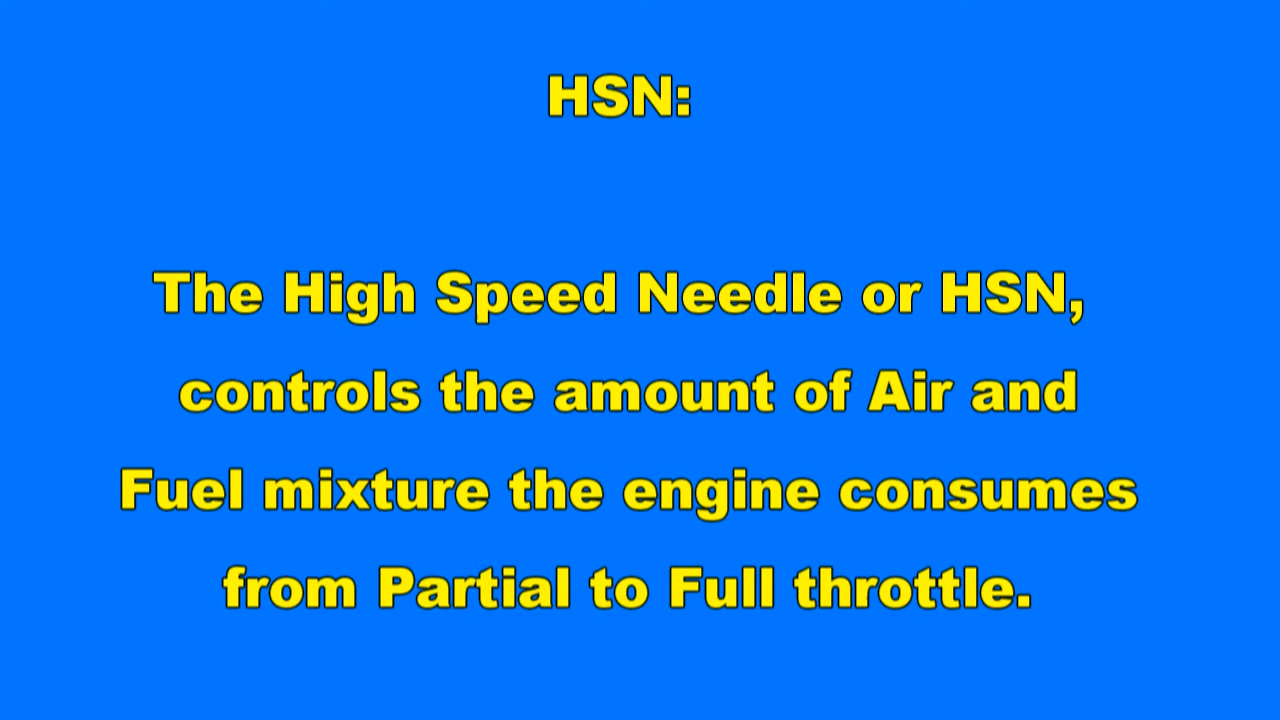 HSN:
The High Speed Needle or HSN,
controls the amount of Air and
Fuel mixture the engine consumes
from Partial to Full throttle.